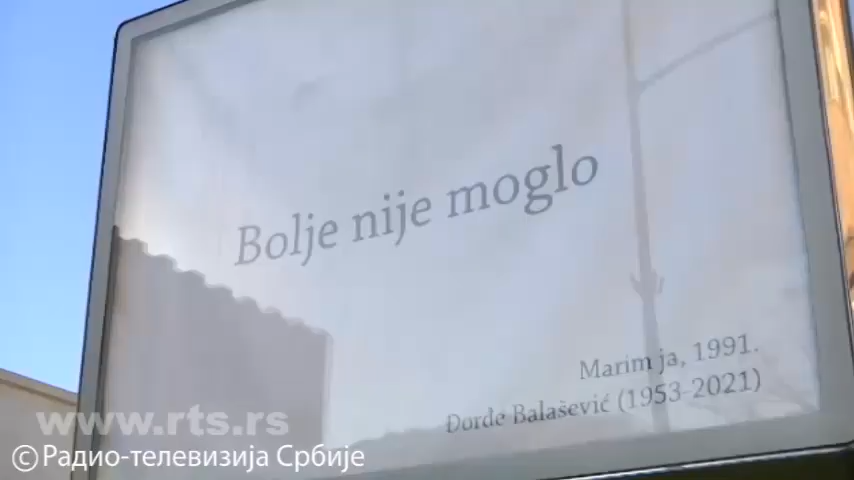 Bolje nije moglo
Marim ja, 1991.
Đorđe Balašević (1953-2021)
www.rts.rs
©Радио-телевизија Србије